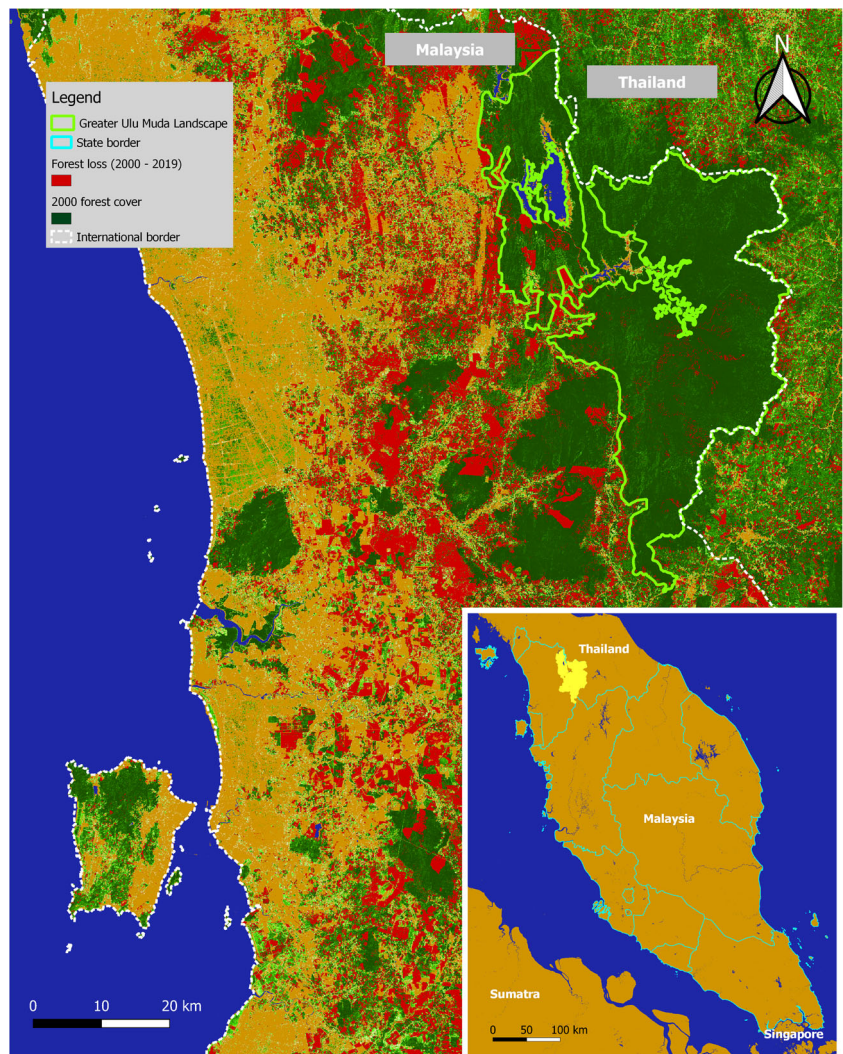 Malaysia
Thailand
N
Legend
Greater Ulu Muda Landscape
State border
Forest loss (2000 - 2019)
2000 forest cover
International border
0 10 20 km
Thailand
Malaysia
Sumatra
0 50 100 km
Singapore